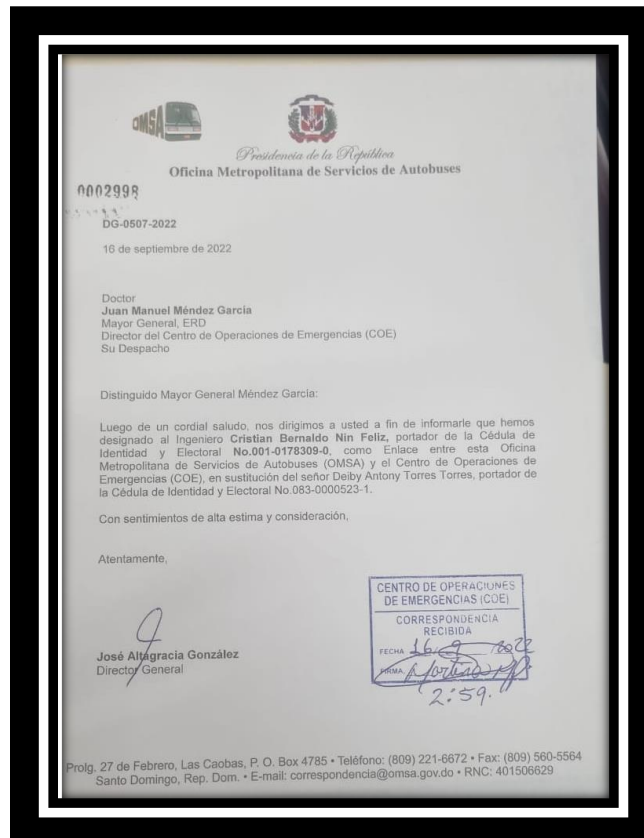 OMSA
Presidencia de la República
Oficina Metropolitana de Servicios de Autobuses
0002998
DG-0507-2022
16 de septiembre de 2022
Doctor
Juan Manuel Méndez García
Mayor General, ERD
Director del Centro de Operaciones de Emergencias (COE)
Su Despacho
Distinguido Mayor General Méndez García:
Luego de un cordial saludo, nos dirigimos a usted a fin de informarle que hemos
designado al Ingeniero Cristian Bernaldo Nin Feliz, portador de la Cédula de
Identidad y Electoral No.001-0178309-0, como Enlace entre esta Oficina
Metropolitana de Servicios de Autobuses (OMSA) y el Centro de Operaciones de
Emergencias (COE), en sustitución del señor Deiby Antony Torres Torres, portador de
la Cédula de Identidad y Electoral No.083-0000523-1.
Con sentimientos de alta estima y consideración,
Atentamente,
José Altagracia González
Director General
CENTRO DE OPERACIONES
DE EMERGENCIAS (COE)
CORRESPONDENCIA
RECIBIDA
FECHA 16 9 2022
FIRMA
2:59.
Prolg. 27 de Febrero, Las Caobas, P. O. Box 4785 • Teléfono: (809) 221-6672 • Fax: (809) 560-5564
Santo Domingo, Rep. Dom. • E-mail: correspondencia@omsa.gov.do • RNC: 401506629